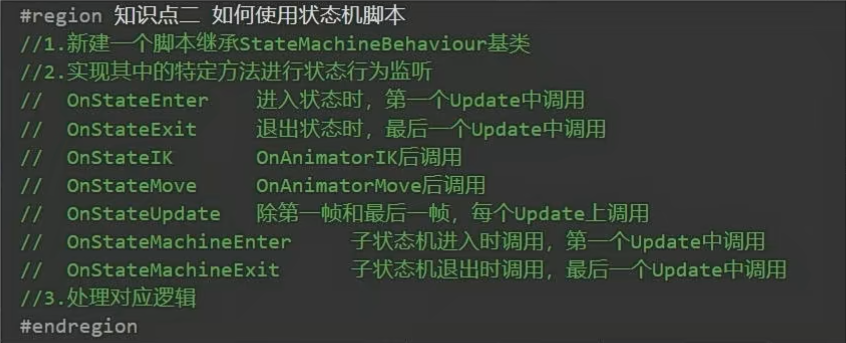 #region 知识点二 如何使用状态机脚本
//1.新建一个脚本继承StateMachineBehaviour基类
//2.实现其中的特定方法进行状态行为监听
//  OnStateEnter    进入状态时，第一个Update中调用
//  OnStateExit     退出状态时，最后一个Update中调用
//  OnStateIK       OnAnimatorIK后调用
//  OnStateMove     OnAnimatorMove后调用
//  OnStateUpdate   除第一帧和最后一帧，每个Update上调用
//  OnStateMachineEnter     子状态机进入时调用，第一个Update中调用
//  OnStateMachineExit      子状态机退出时调用，最后一个Update中调用
//3.处理对应逻辑
#endregion